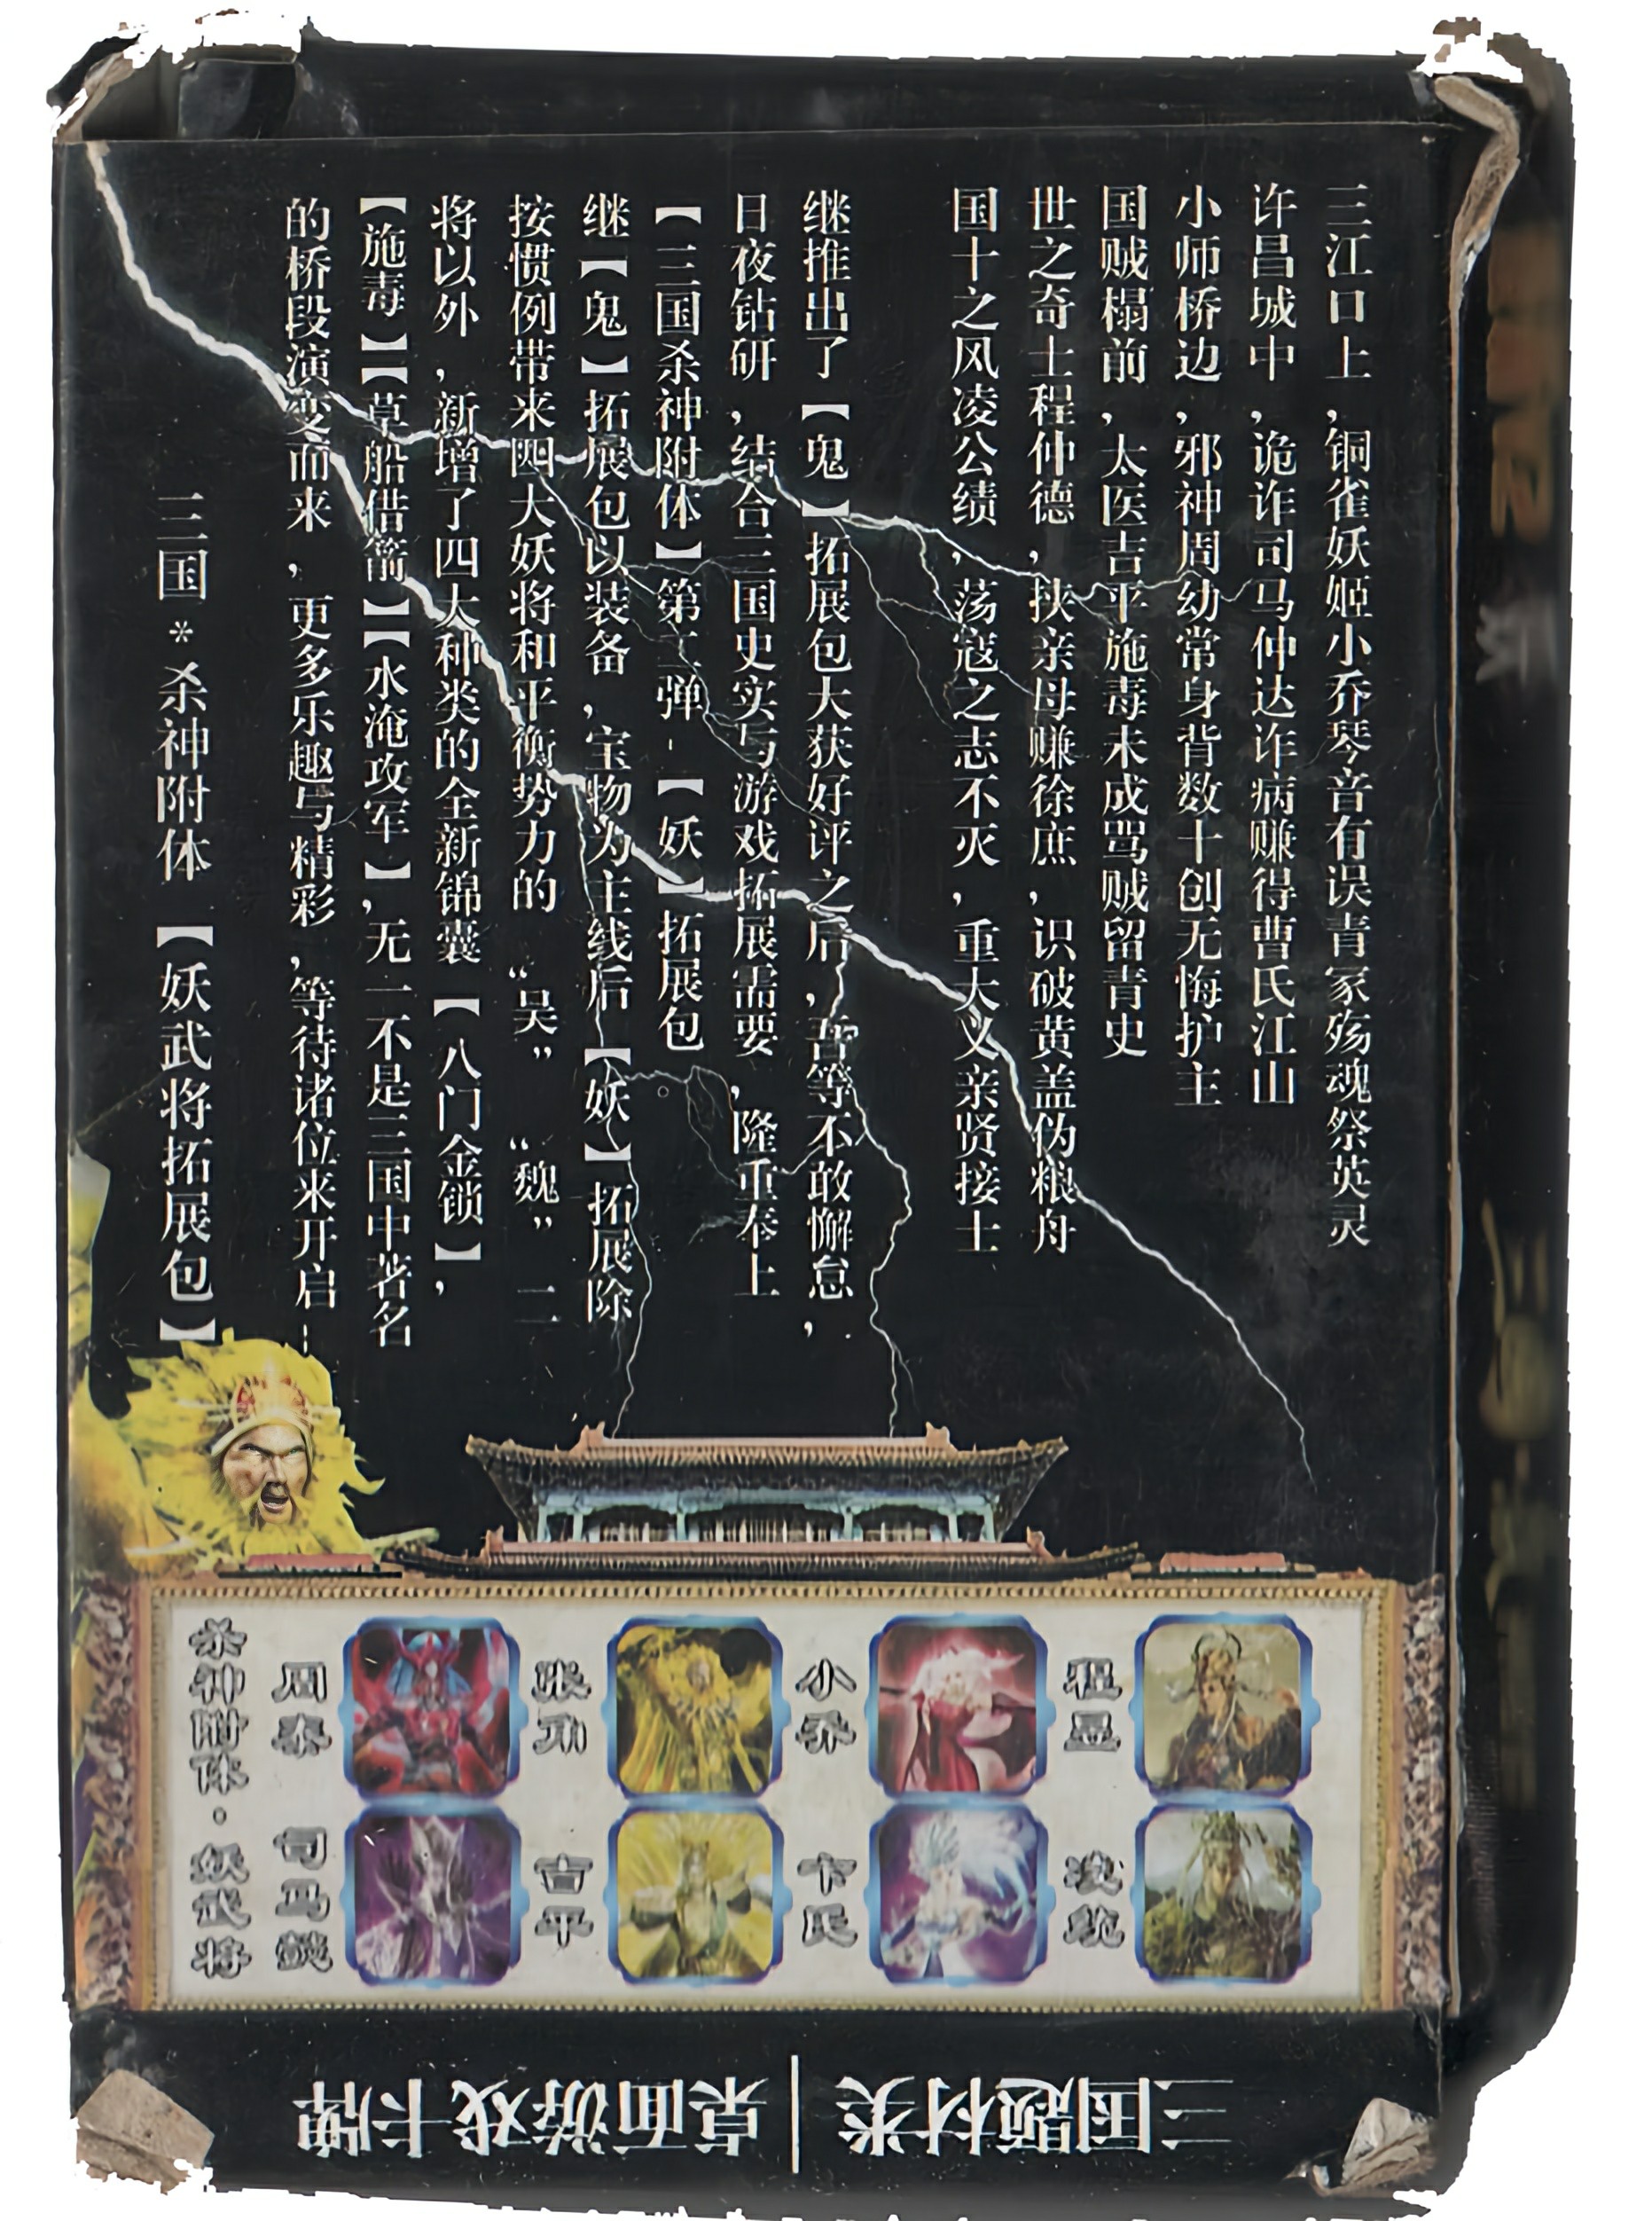 三江口上,铜雀妖姬小乔琴音有误青冢殇魂祭英灵
许昌城中,诡诈司马仲达诈病赚得曹氏江山
小师桥边,邪神周幼常身背数十创无悔护主
国贼榻前,太医吉平施毒未成骂贼留青史
世之奇士程仲德,挟亲母赚徐庶,识破黄盖伪粮舟
国士之风凌公绩,荡寇之志不灭,重大义亲贤接士
继推出了【鬼】拓展包大获好评之后,吾等不敢懈怠,
日夜钻研,结合三国史实与游戏拓展需要,隆重奉上
【三国杀神附体】第二弹-【妖】拓展包。
继【鬼】拓展包以装备,宝物为主线后【妖】拓展除
按惯例带来四大妖将和平衡势力的“吴”“魏”二
将以外,新增了四大种类的全新锦囊【八门金锁】,
【施毒】【草船借箭】【水淹攻军】,无一不是三国中著名
的桥段演变而来,更多乐趣与精彩,等待诸位来开启
三国*杀神附体【妖武将拓展包】
程昱
凌统
小乔
卞氏
张角
吉平
周泰
司马懿
杀神附体·妖武将
三国题材类|桌面游戏卡牌